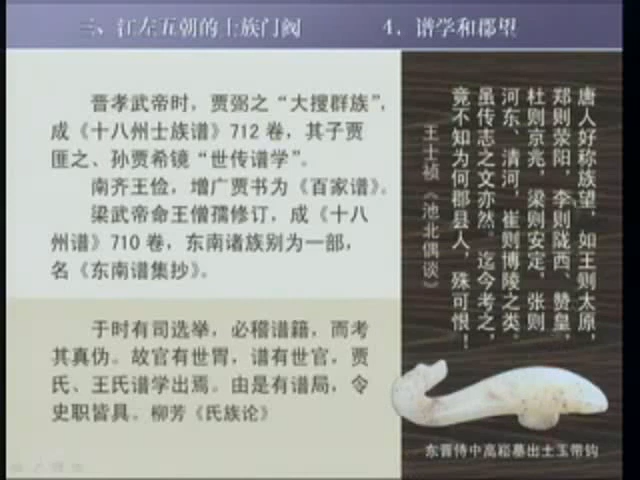 三、江左五朝的士族门阀
4．谱学和郡望
晋孝武帝时，贾弼之“大搜群族”，
成《十八州士族谱》712 卷，其子贾
匪之、孙贾希镜“世传谱学”。
南齐王俭，增广贾书为《百家谱》。
梁武帝命王僧孺修订，成《十八
州谱》710 卷，东南诸族别为一部，
名《东南谱集抄》。
于时有司选举，必稽谱籍，而考
其真伪。故官有世胄，谱有世官，贾
氏、王氏谱学出焉。由是有谱局，令
史职皆具。柳芳《氏族论》
唐人好称族望，如王则太原，
郑则荥阳，李则陇西、赞皇，
杜则京兆，梁则安定，张则
河东、清河，崔则博陵之类。
虽传志之文亦然。迄今考之，
竟不知为何郡县人，殊可恨！
王士桢《池北偶谈》
东晋侍中高崧墓出土玉带钩